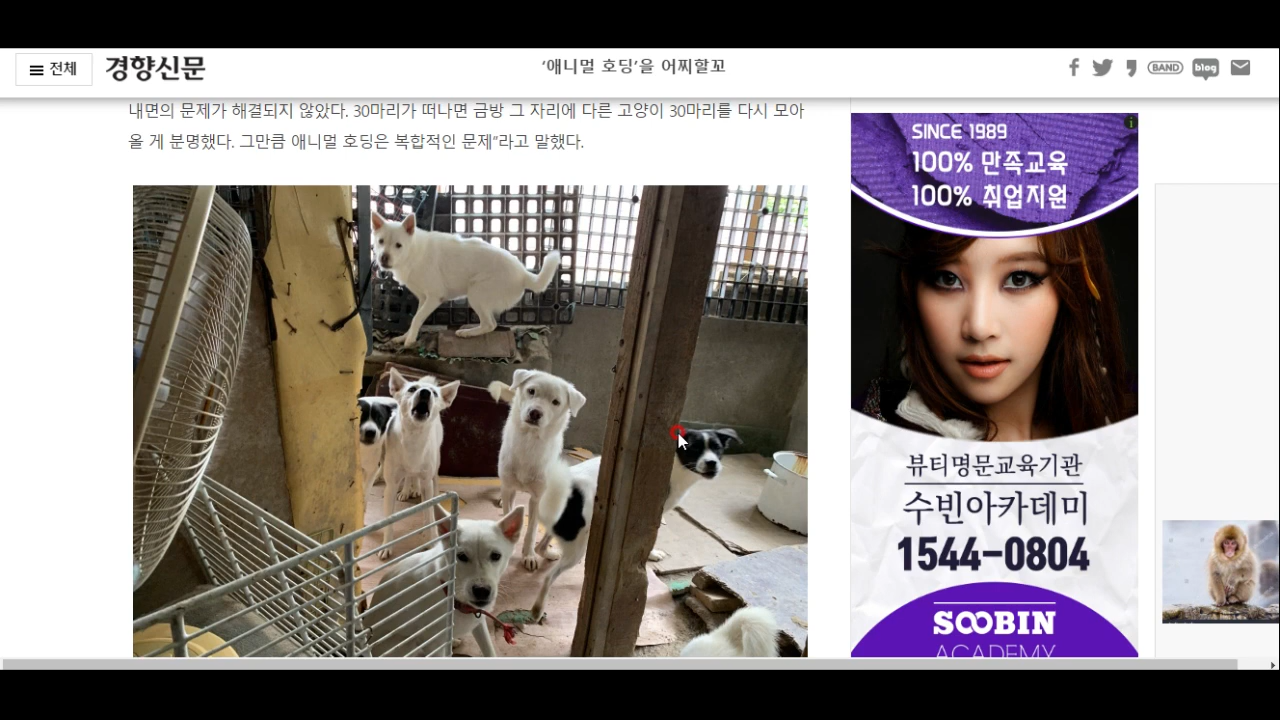 전체
경향신문
‘애니멀 호딩’을 어찌할꼬
BAND
blog
내면의 문제가 해결되지 않았다. 30마리가 떠나면 금방 그 자리에 다른 고양이 30마리를 다시 모아
올 게 분명했다. 그만큼 애니멀 호딩은 복합적인 문제”라고 말했다.
SINCE 1989
100% 만족교육
100% 취업지원
뷰티명문교육기관
수빈아카데미
1544-0804
SOOBIN
ACADEMY